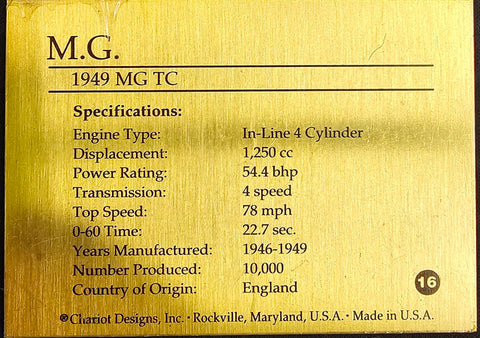 M.G.
1949 MG TC
Specifications:
Engine Type: In-Line 4 Cylinder
Displacement: 1,250 cc
Power Rating: 54.4 bhp
Transmission: 4 speed
Top Speed: 78 mph
0-60 Time: 22.7 sec.
Years Manufactured: 1946-1949
Number Produced: 10,000
Country of Origin: England
16
®Chariot Designs, Inc. · Rockville, Maryland, U.S.A. · Made in U.S.A.